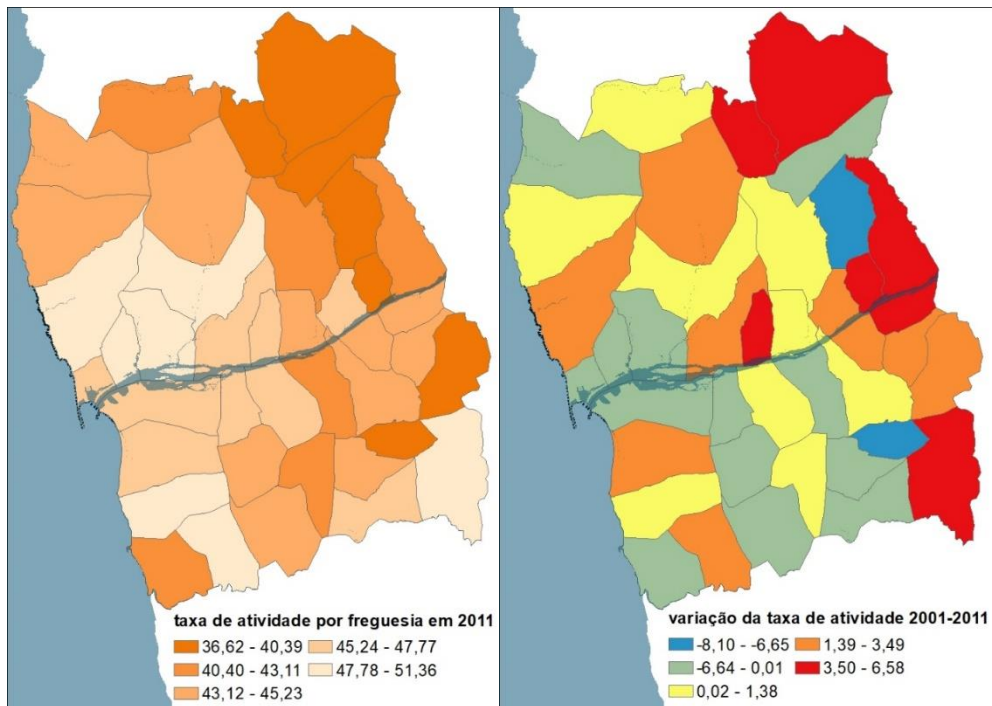 taxa de atividade por freguesia em 2011
36,62 - 40,39 45,24 - 47,77
40,40 - 43,11 47,78 - 51,36
43,12 - 45,23
variação da taxa de atividade 2001-2011
-8,10 - -6,65 1,39 - 3,49
-6,64 - 0,01 3,50 - 6,58
0,02 - 1,38